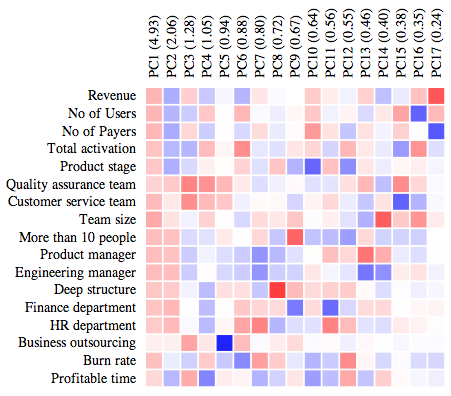 PC1 (4.93)
PC2 (2.06)
PC3 (1.28)
PC4 (1.05)
PC5 (0.94)
PC6 (0.88)
PC7 (0.80)
PC8 (0.72)
PC9 (0.67)
PC10 (0.64)
PC11 (0.56)
PC12 (0.55)
PC13 (0.46)
PC14 (0.40)
PC15 (0.38)
PC16 (0.35)
PC17 (0.24)
Revenue
No of Users
No of Payers
Total activation
Product stage
Quality assurance team
Customer service team
Team size
More than 10 people
Product manager
Engineering manager
Deep structure
Finance department
HR department
Business outsourcing
Burn rate
Profitable time